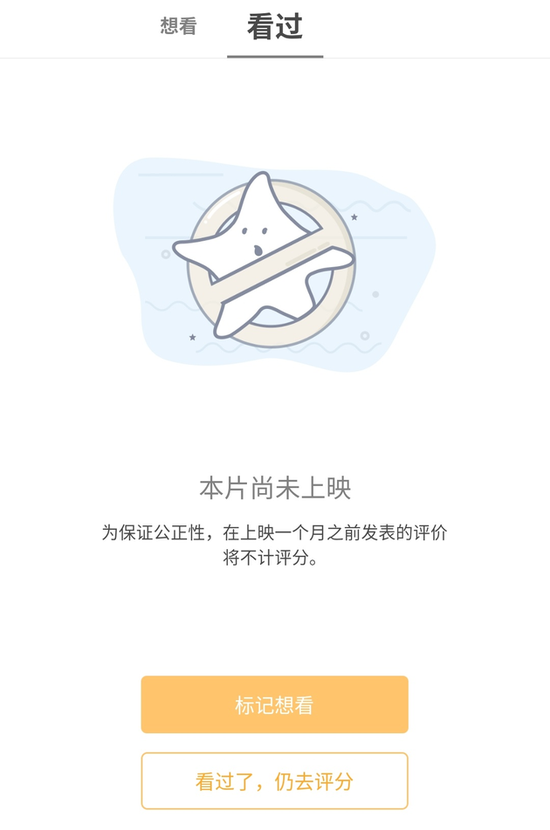 想看
看过
本片尚未上映
为保证公正性，在上映一个月之前发表的评价
将不计评分。
标记想看
看过了，仍去评分